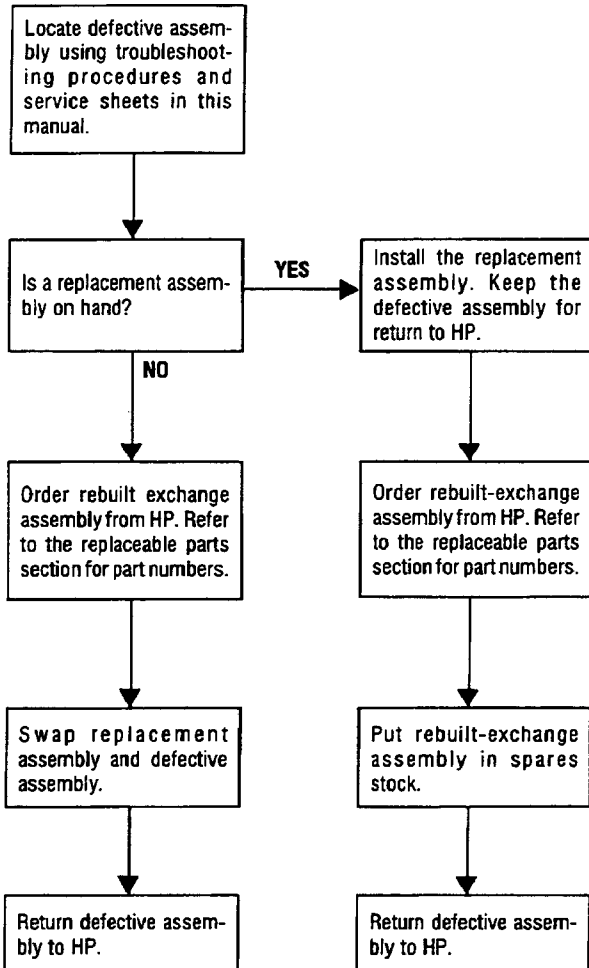 Locate defective assem-
bly using troubleshoot-
ing procedures and
service sheets in this
manual.
Is a replacement assem-
bly on hand?
YES
Install the replacement
assembly. Keep the
defective assembly for
return to HP.
NO
Order rebuilt exchange
assembly from HP. Refer
to the replaceable parts
section for part numbers.
Order rebuilt-exchange
assembly from HP. Refer
to the replaceable parts
section for part numbers.
Swap replacement
assembly and defective
assembly.
Put rebuilt-exchange
assembly in spares
stock.
Return defective assem-
bly to HP.
Return defective assem-
bly to HP.